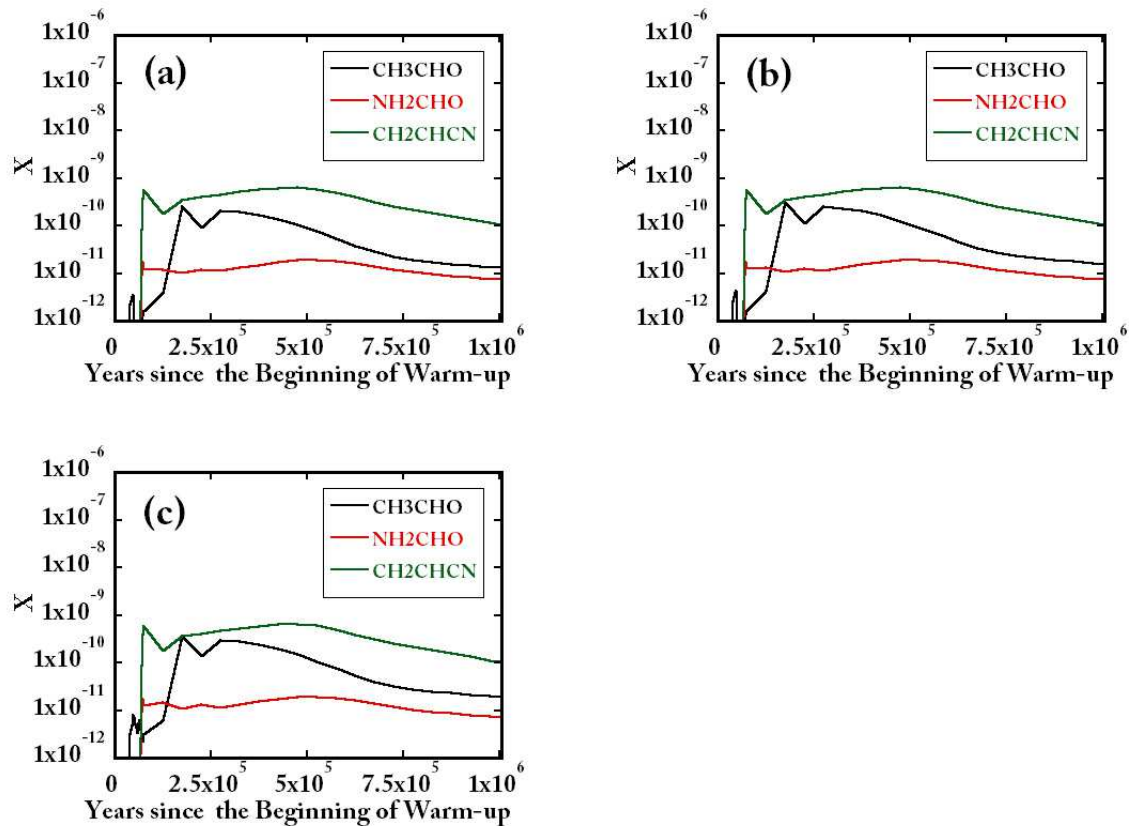 1x10^-6
1x10^-7
1x10^-8
1x10^-9
1x10^-10
1x10^-11
1x10^-12
X
(a)
CH3CHO
NH2CHO
CH2CHCN
0 2.5x10^5 5x10^5 7.5x10^5 1x10^6
Years since the Beginning of Warm-up
1x10^-6
1x10^-7
1x10^-8
1x10^-9
1x10^-10
1x10^-11
1x10^-12
X
(b)
CH3CHO
NH2CHO
CH2CHCN
0 2.5x10^5 5x10^5 7.5x10^5 1x10^6
Years since the Beginning of Warm-up
1x10^-6
1x10^-7
1x10^-8
1x10^-9
1x10^-10
1x10^-11
1x10^-12
X
(c)
CH3CHO
NH2CHO
CH2CHCN
0 2.5x10^5 5x10^5 7.5x10^5 1x10^6
Years since the Beginning of Warm-up